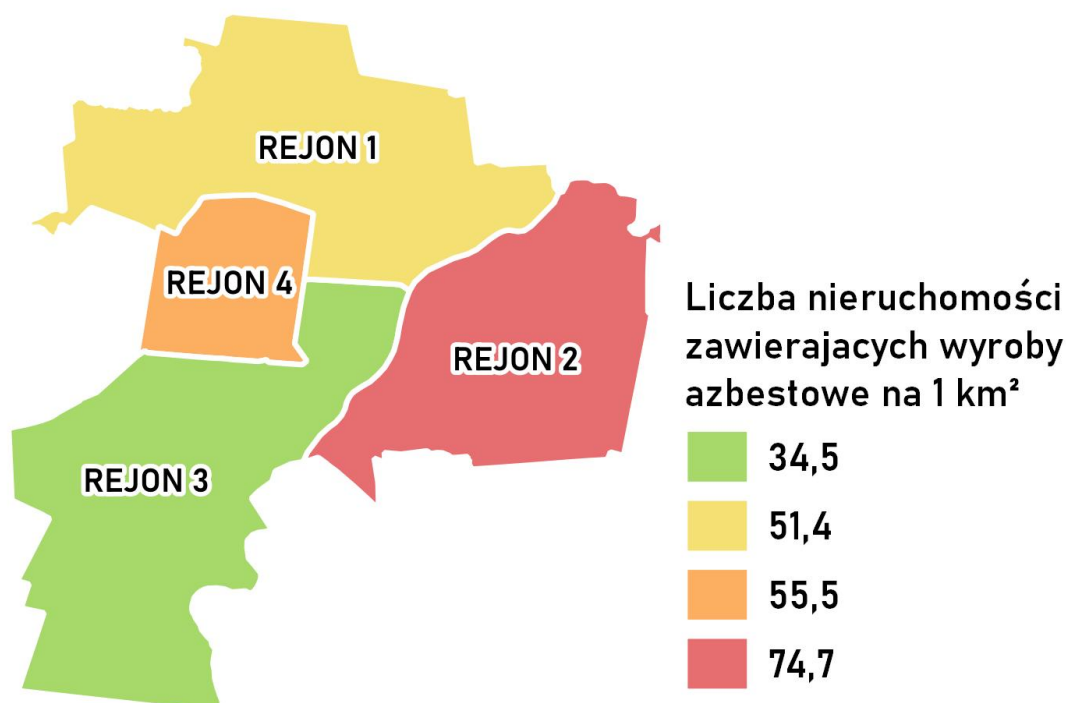 REJON 1
REJON 4
REJON 2
REJON 3
Liczba nieruchomości
zawierajacych wyroby
azbestowe na 1 km²
34,5
51,4
55,5
74,7